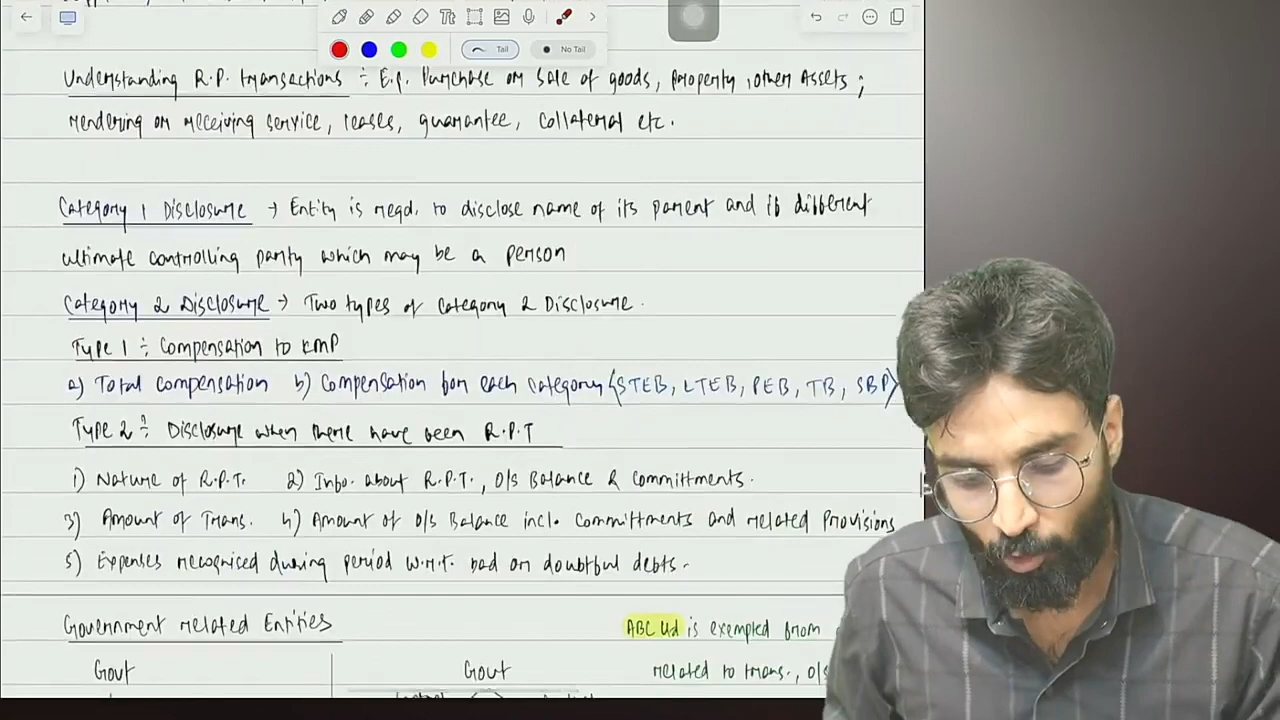 Tail
No Tail
Understanding R.P. transactions ÷ E.g. Purchase or Sale of goods, property, other Assets ;
rendering or receiving service, leases, guarantee, collateral etc.
Category 1 Disclosure → Entity is reqd. to disclose name of its parent and if different
ultimate controlling party which may be a person
Category 2 Disclosure → Two types of category 2 Disclosure.
Type 1 ÷ Compensation to KMP
a) Total compensation b) Compensation for each category {STEB, LTEB, PEB, TB, SBP}
Type 2 ÷ Disclosure when there have been R.P.T
1) Nature of R.P.T. 2) Info. about R.P.T., O/S Balance & Committments.
3) Amount of Trans. 4) Amount of O/S Balance incl. Committments and related Provisions
5) Expenses recognised during period w.r.t. bad or doubtful debts.
Government related Entities
ABC Ltd is exempted from
Govt Govt related to trans., O/S